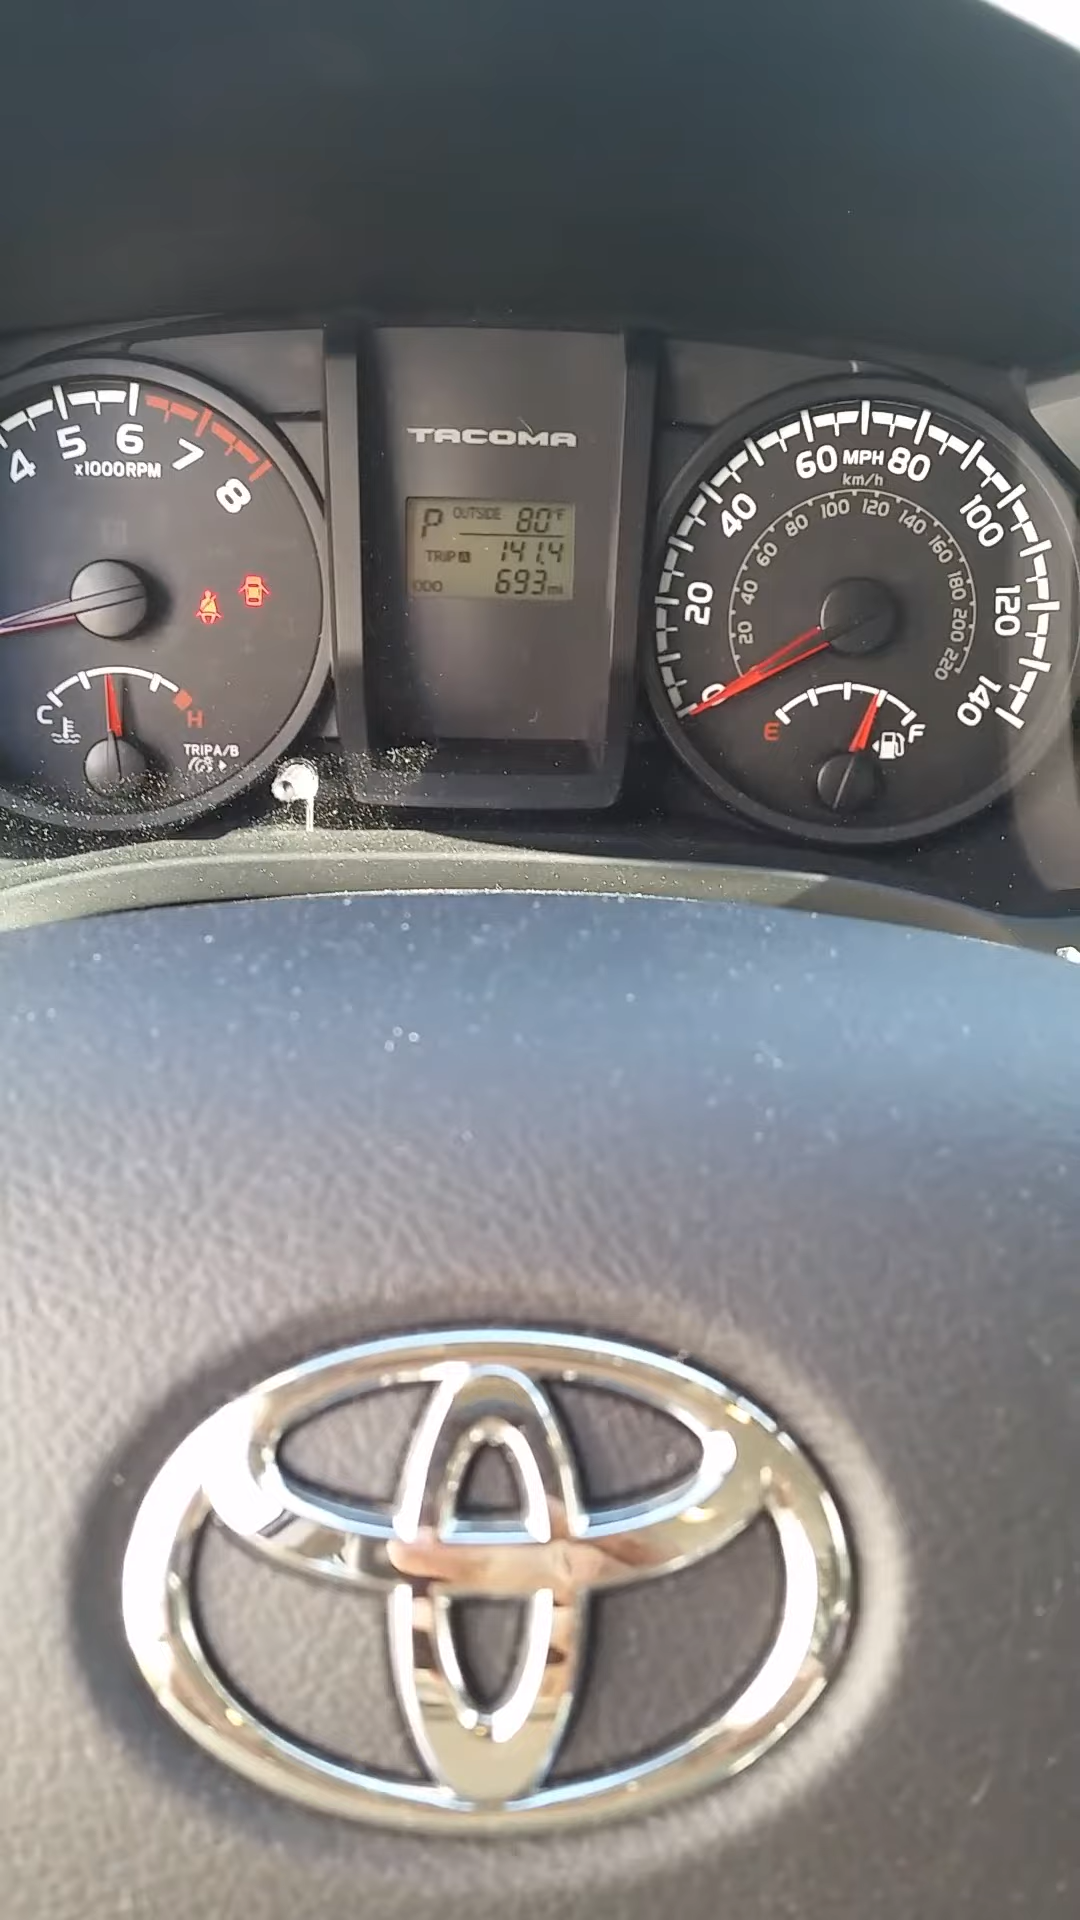 4 5 6 7 8
x1000RPM
C H
TRIP A/B
TACOMA
P OUTSIDE 80°F
TRIP A 141.4
ODO 693 mi
0 20 40 60 80 100 120 140
MPH
km/h
20 40 60 80 100 120 140 160 180 200 220
E F